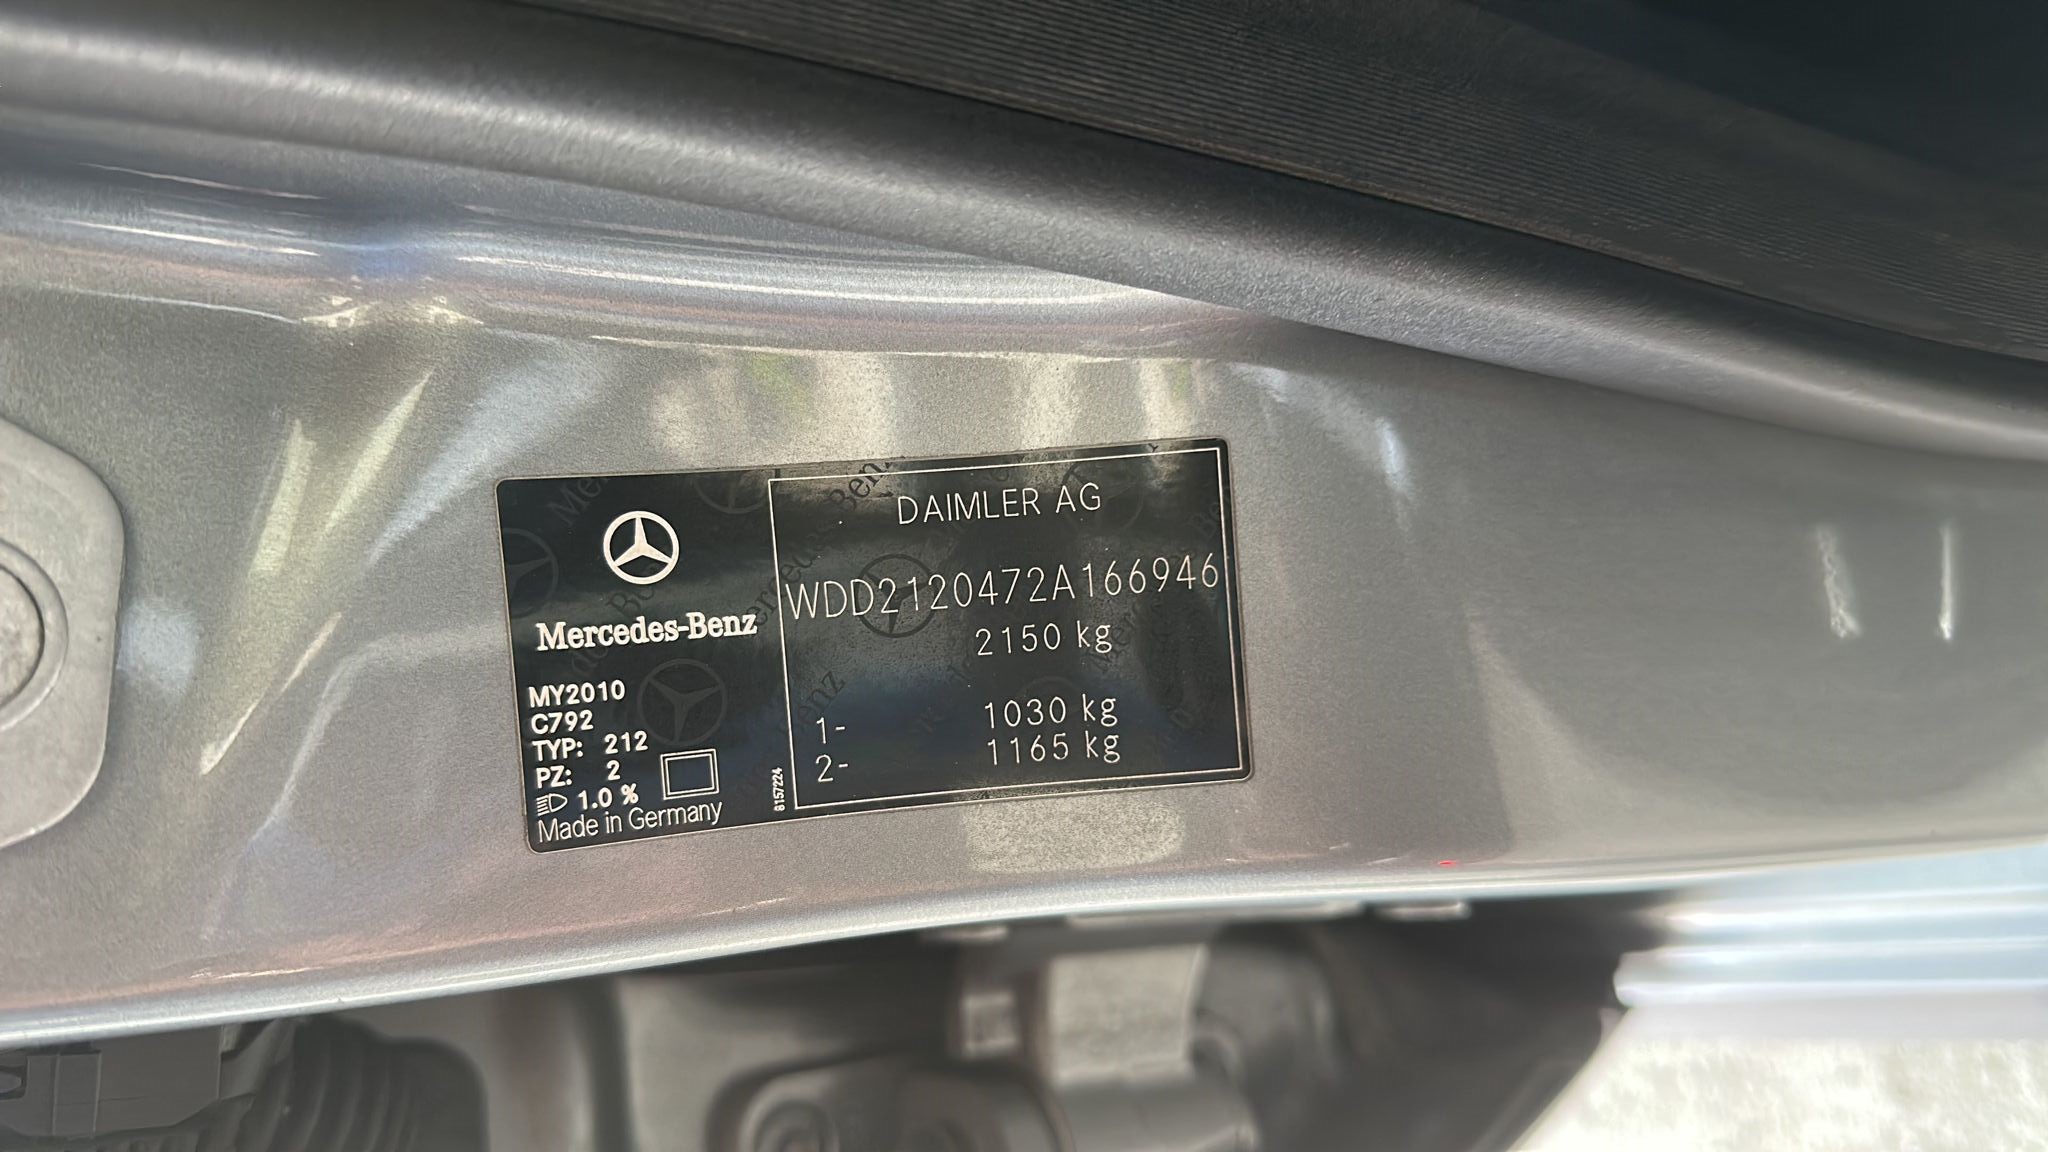 Mercedes-Benz
MY2010
C792
TYP: 212
PZ: 2
1.0 %
Made in Germany
8157224
DAIMLER AG
WDD2120472A166946
2150 kg
1- 1030 kg
2- 1165 kg